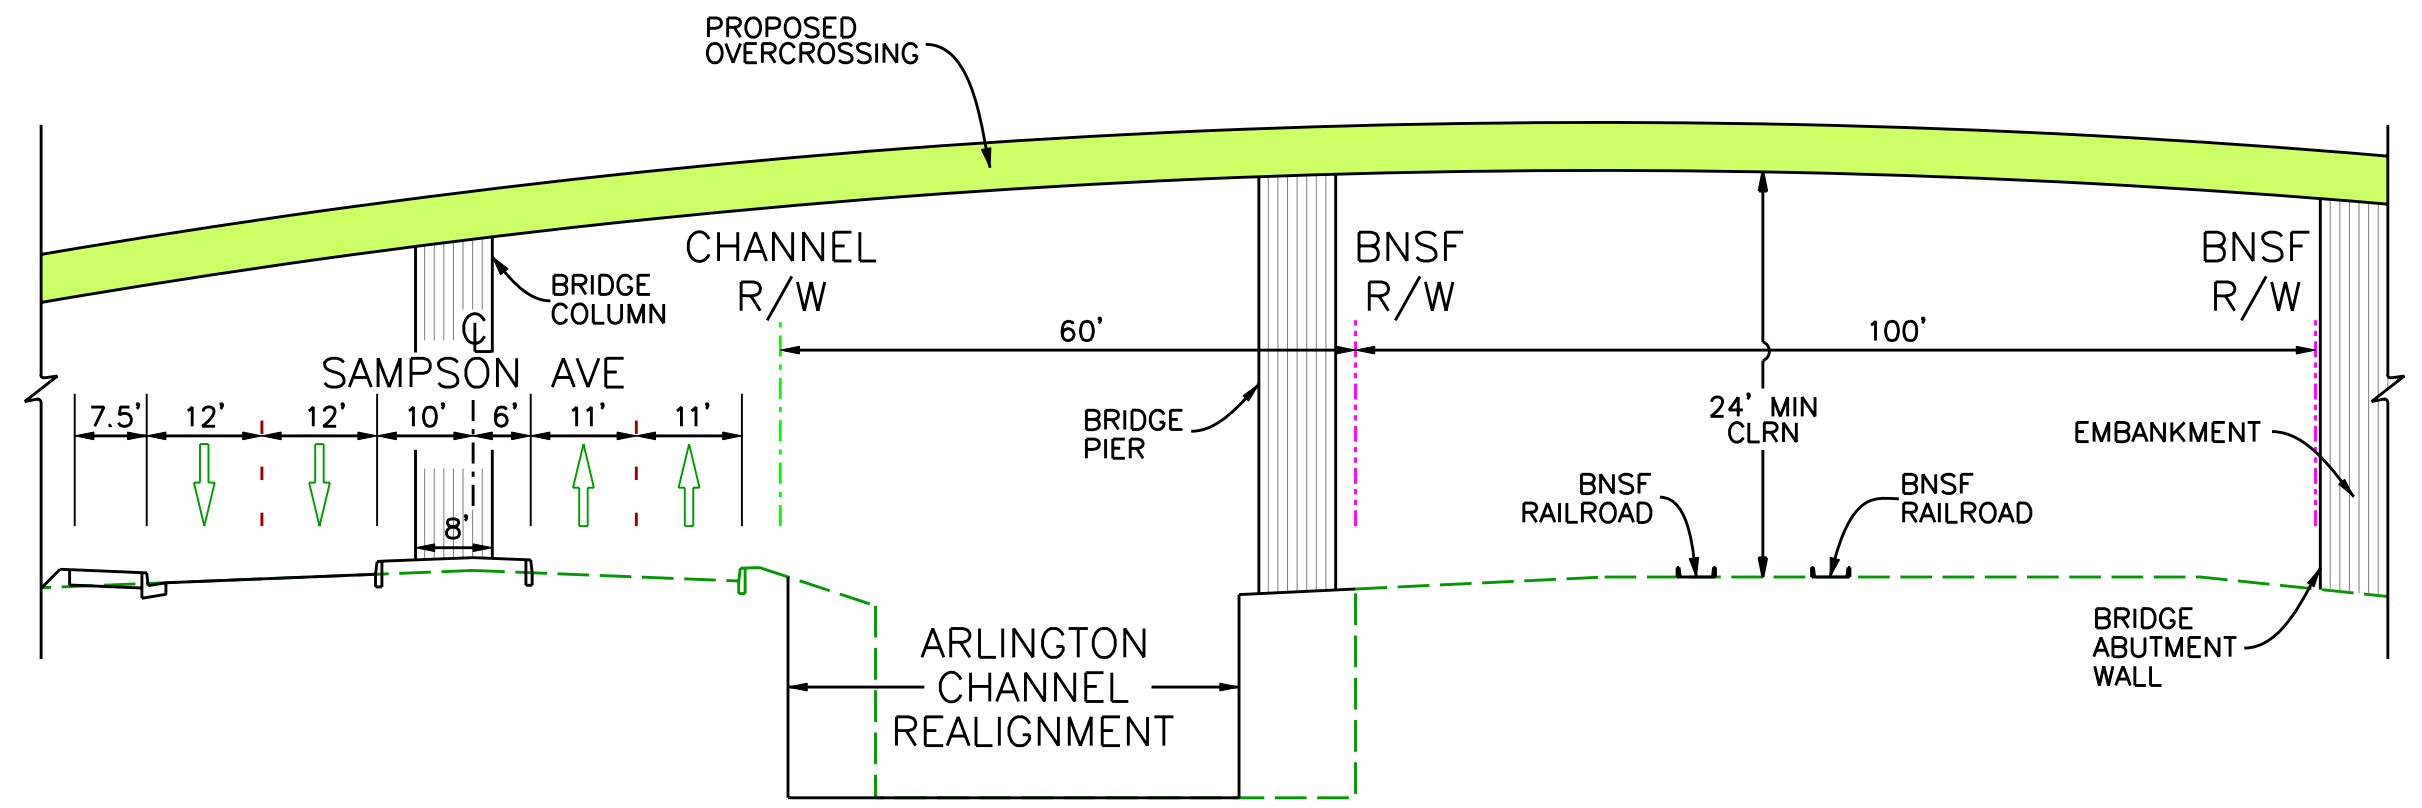 PROPOSED
OVERCROSSING
CHANNEL
R/W
BNSF
R/W
BNSF
R/W
BRIDGE
COLUMN
℄
SAMPSON AVE
60'
100'
7.5' 12' 12' 10' 6' 11' 11'
BRIDGE
PIER
24' MIN
CLRN
EMBANKMENT
BNSF
RAILROAD
BNSF
RAILROAD
8'
BRIDGE
ABUTMENT
WALL
ARLINGTON
CHANNEL
REALIGNMENT